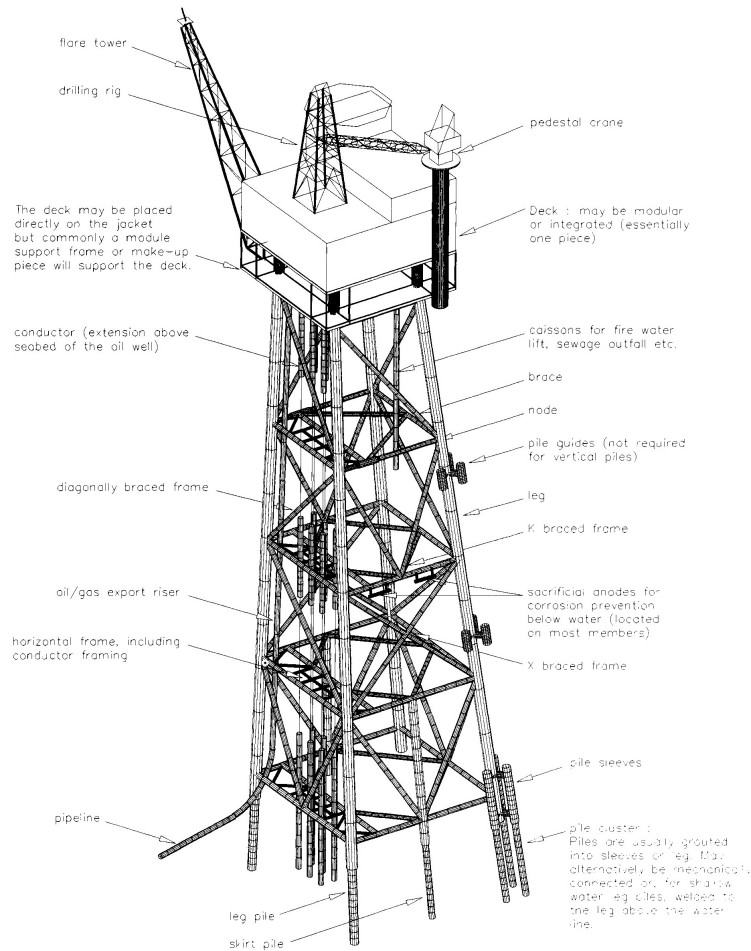 flare tower
drilling rig
pedestal crane
The deck may be placed
directly on the jacket
but commonly a module
support frame or make-up
piece will support the deck.
Deck : may be modular
or integrated (essentially
one piece)
conductor (extension above
seabed of the oil well)
caissons for fire water
lift, sewage outfall etc.
brace
node
pile guides (not required
for vertical piles)
diagonally braced frame
leg
K braced frame
oil/gas export riser
sacrificial anodes for
corrosion prevention
below water (located
on most members)
horizontal frame, including
conductor framing
X braced frame
pile sleeves
pipeline
pile cluster :
Piles are usually grouted
into sleeves or leg. May
alternatively be mechanically
connected or, for shallow
water leg piles, welded to
the leg above the water
line.
leg pile
skirt pile